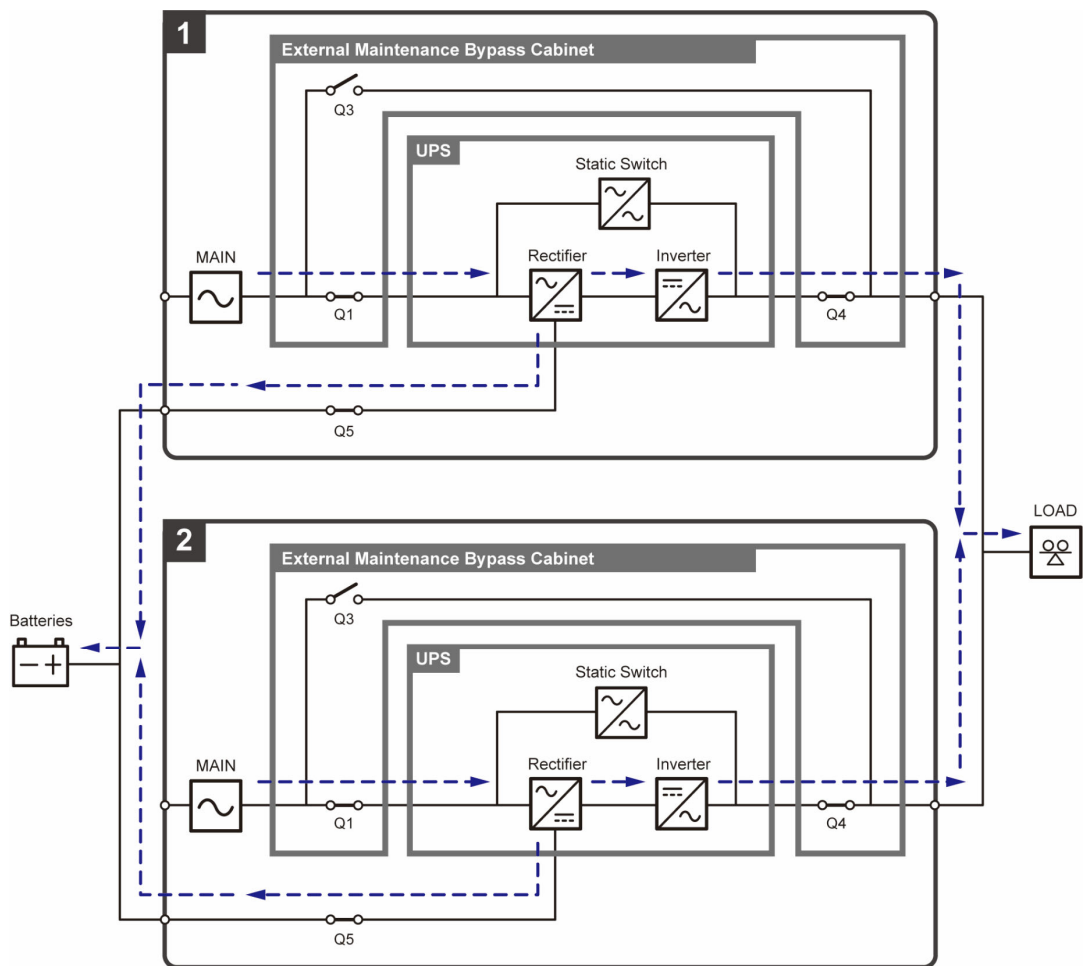 1
External Maintenance Bypass Cabinet
Q3
UPS
Static Switch
MAIN
Rectifier
Inverter
Q1
Q4
Q5
2
LOAD
External Maintenance Bypass Cabinet
Q3
Batteries
UPS
Static Switch
MAIN
Rectifier
Inverter
Q1
Q4
Q5